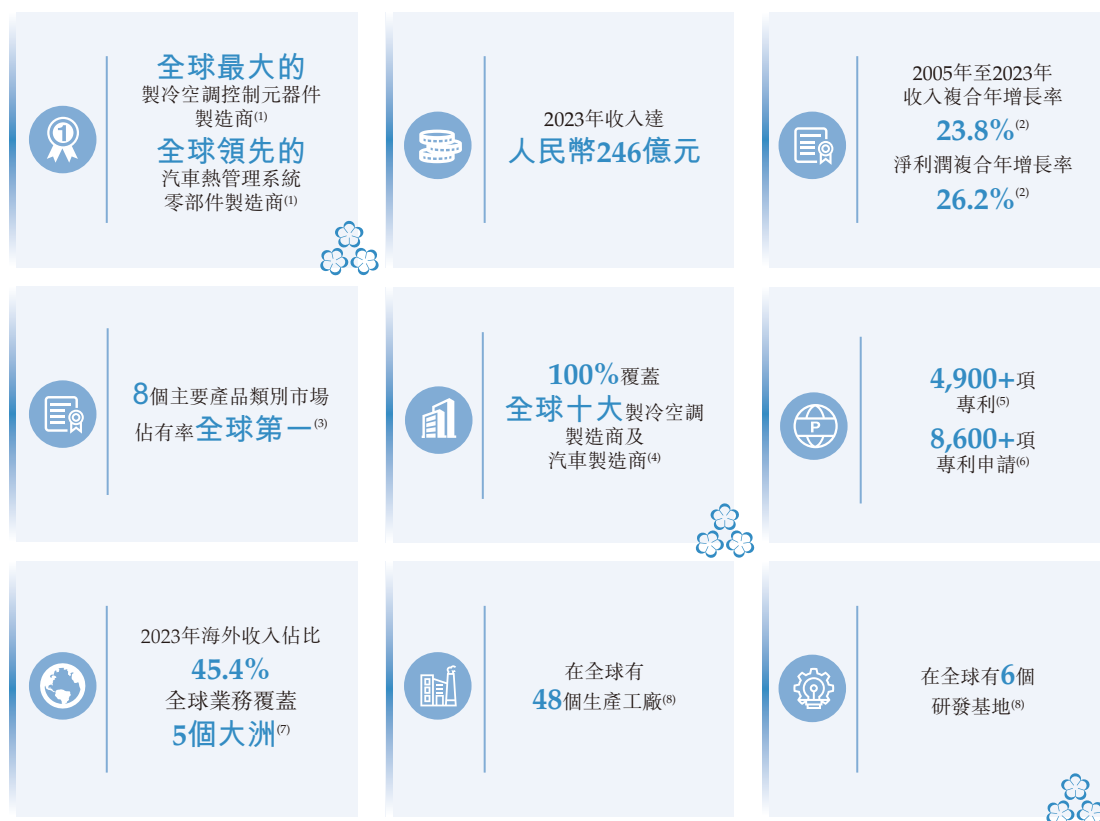 全球最大的
製冷空調控制元器件
製造商(1)
全球領先的
汽車熱管理系統
零部件製造商(1)
2023年收入達
人民幣246億元
2005年至2023年
收入複合年增長率
23.8%(2)
淨利潤複合年增長率
26.2%(2)
8個主要產品類別市場
佔有率全球第一(3)
100%覆蓋
全球十大製冷空調
製造商及
汽車製造商(4)
P
4,900+項
專利(5)
8,600+項
專利申請(6)
2023年海外收入佔比
45.4%
全球業務覆蓋
5個大洲(7)
在全球有
48個生產工廠(8)
在全球有6個
研發基地(8)